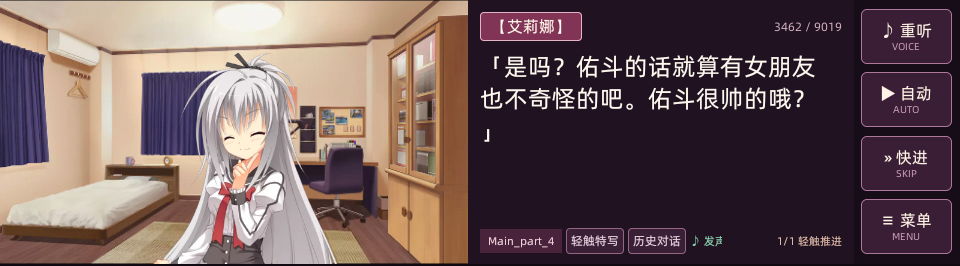 【艾莉娜】
3462 / 9019
「是吗？佑斗的话就算有女朋友
也不奇怪的吧。佑斗很帅的哦？
」
Main_part_4
轻触特写
历史对话
♪ 发声
1/1 轻触推进
♪ 重听
VOICE
▶ 自动
AUTO
» 快进
SKIP
≡ 菜单
MENU